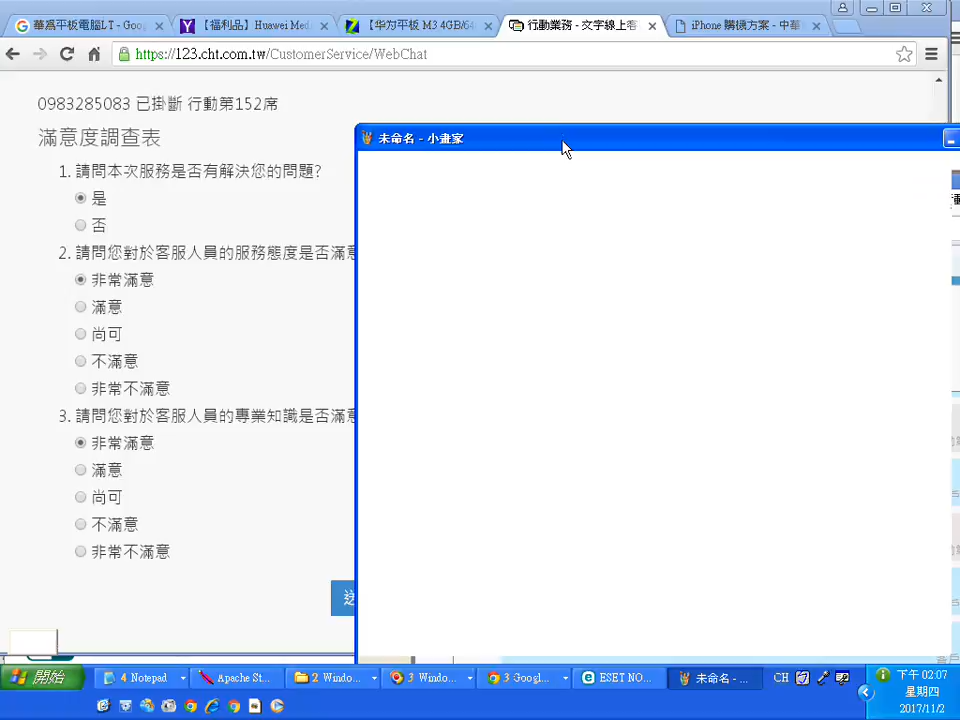 華為平板電腦LT - Goo
【福利品】Huawei Med
【华为平板 M3 4GB/64
行動業務 - 文字線上客
iPhone 購機方案 - 中華
https://123.cht.com.tw/CustomerService/WebChat
0983285083 已掛斷 行動第152席
滿意度調查表
1. 請問本次服務是否有解決您的問題?
是
否
2. 請問您對於客服人員的服務態度是否滿意
非常滿意
滿意
尚可
不滿意
非常不滿意
3. 請問您對於客服人員的專業知識是否滿意
非常滿意
滿意
尚可
不滿意
非常不滿意
送
未命名 - 小畫家
開始
4 Notepad
Apache St...
2 Windo...
3 Windo...
3 Googl...
ESET NO...
未命名 - ...
CH
下午 02:07
星期四
2017/11/2